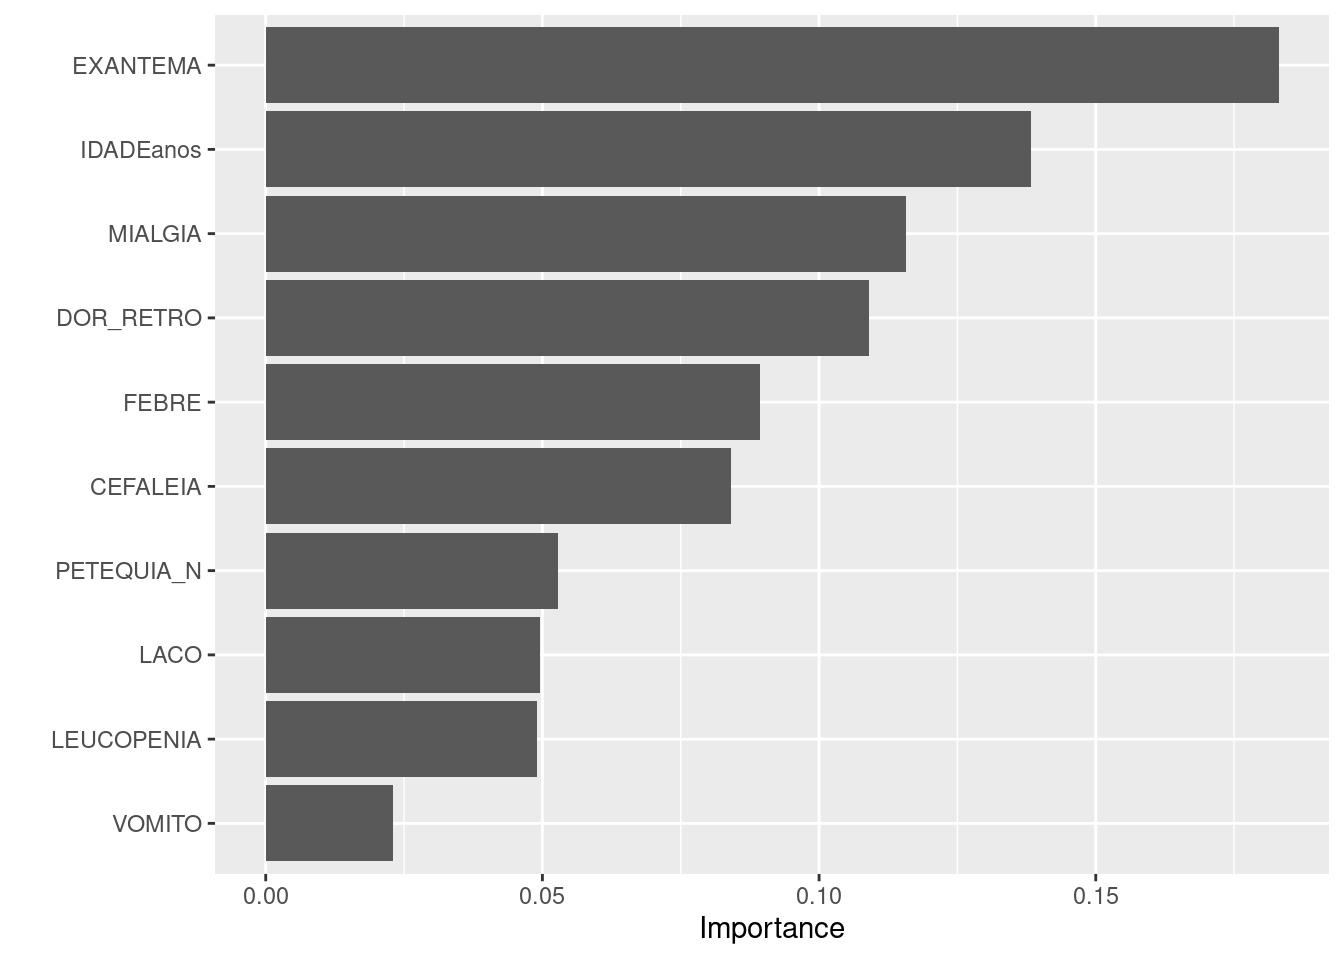 EXANTEMA
IDADEanos
MIALGIA
DOR_RETRO
FEBRE
CEFALEIA
PETEQUIA_N
LACO
LEUCOPENIA
VOMITO
0.00 0.05 0.10 0.15
Importance